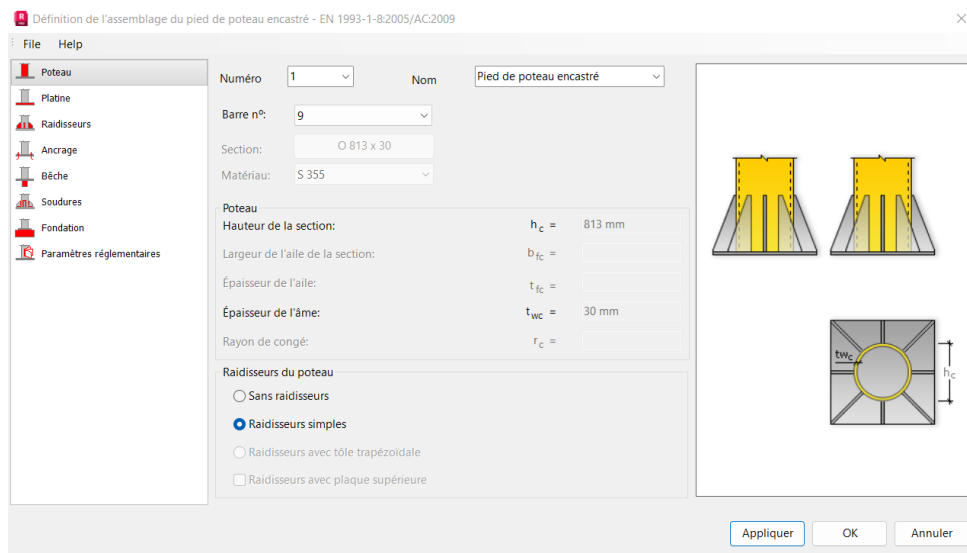 Définition de l'assemblage du pied de poteau encastré - EN 1993-1-8:2005/AC:2009
File Help
Poteau
Platine
Raidisseurs
Ancrage
Bêche
Soudures
Fondation
Paramètres réglementaires
Numéro 1 Nom Pied de poteau encastré
Barre nº: 9
Section: O 813 x 30
Matériau: S 355
Poteau
Hauteur de la section: hc = 813 mm
Largeur de l'aile de la section: bfc =
Épaisseur de l'aile: tfc =
Épaisseur de l'âme: twc = 30 mm
Rayon de congé: rc =
Raidisseurs du poteau
Sans raidisseurs
Raidisseurs simples
Raidisseurs avec tôle trapézoïdale
Raidisseurs avec plaque supérieure
twc
hc
Appliquer OK Annuler